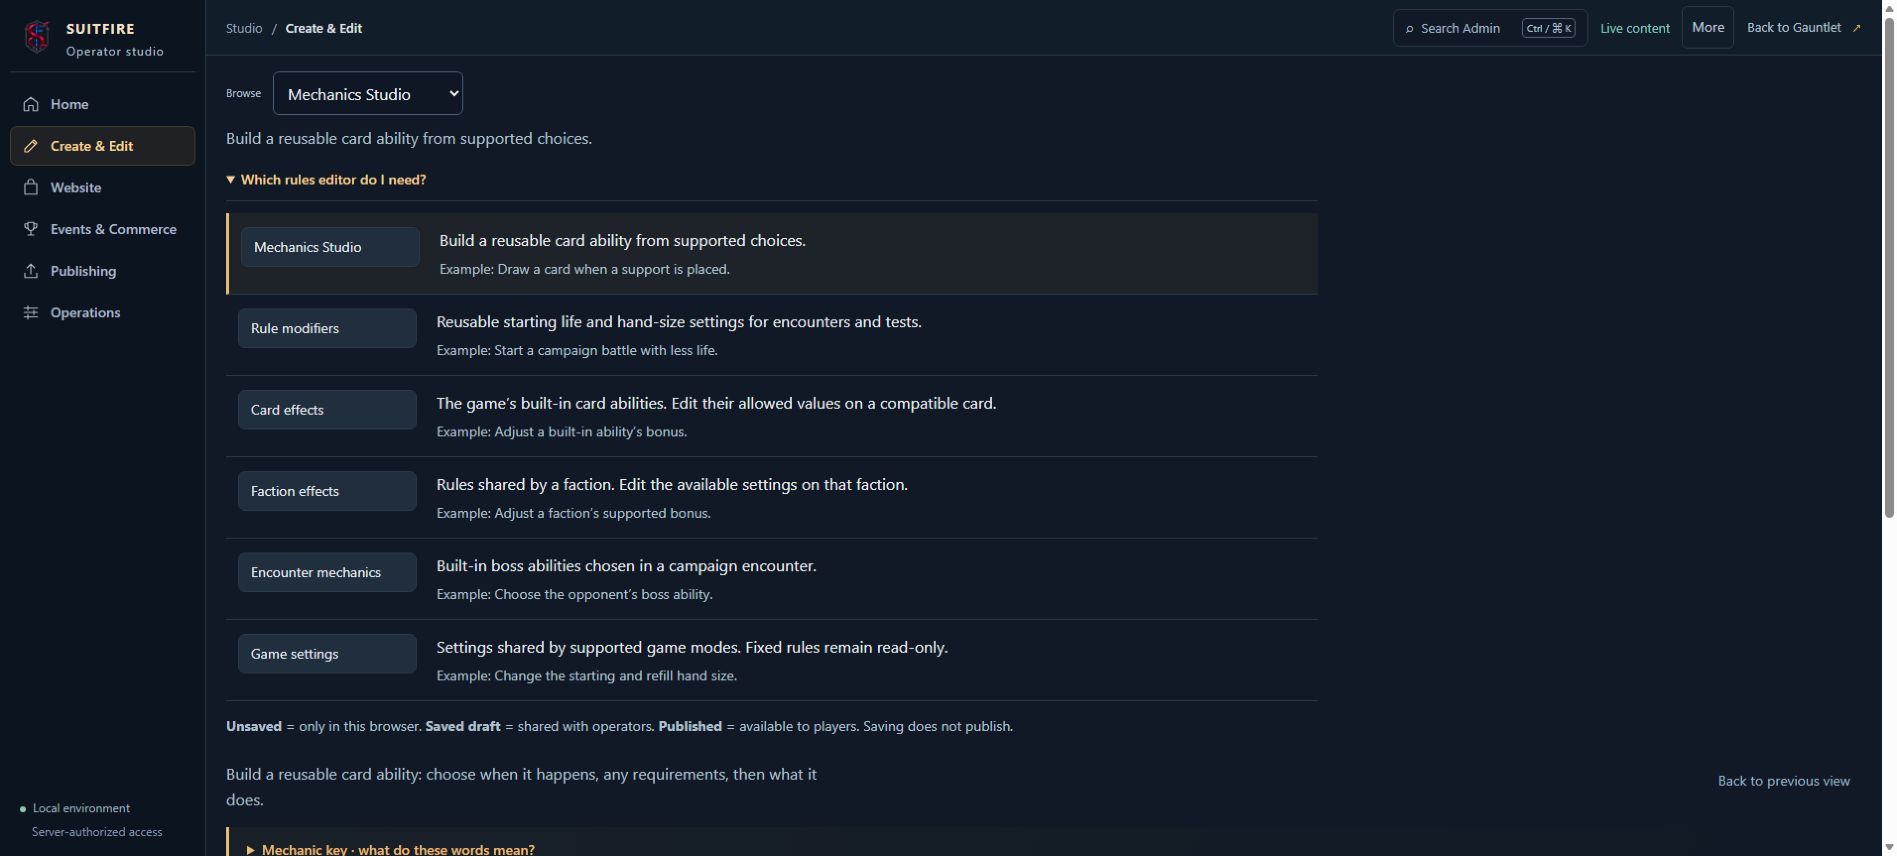 SUITFIRE
Operator studio
Home
Create & Edit
Website
Events & Commerce
Publishing
Operations
Local environment
Server-authorized access
Studio / Create & Edit
Search Admin Ctrl / ⌘ K
Live content
More
Back to Gauntlet ↗
Browse Mechanics Studio
Build a reusable card ability from supported choices.
▼ Which rules editor do I need?
Mechanics Studio
Build a reusable card ability from supported choices.
Example: Draw a card when a support is placed.
Rule modifiers
Reusable starting life and hand-size settings for encounters and tests.
Example: Start a campaign battle with less life.
Card effects
The game’s built-in card abilities. Edit their allowed values on a compatible card.
Example: Adjust a built-in ability’s bonus.
Faction effects
Rules shared by a faction. Edit the available settings on that faction.
Example: Adjust a faction’s supported bonus.
Encounter mechanics
Built-in boss abilities chosen in a campaign encounter.
Example: Choose the opponent’s boss ability.
Game settings
Settings shared by supported game modes. Fixed rules remain read-only.
Example: Change the starting and refill hand size.
Unsaved = only in this browser. Saved draft = shared with operators. Published = available to players. Saving does not publish.
Build a reusable card ability: choose when it happens, any requirements, then what it
does.
Back to previous view
▶ Mechanic key · what do these words mean?